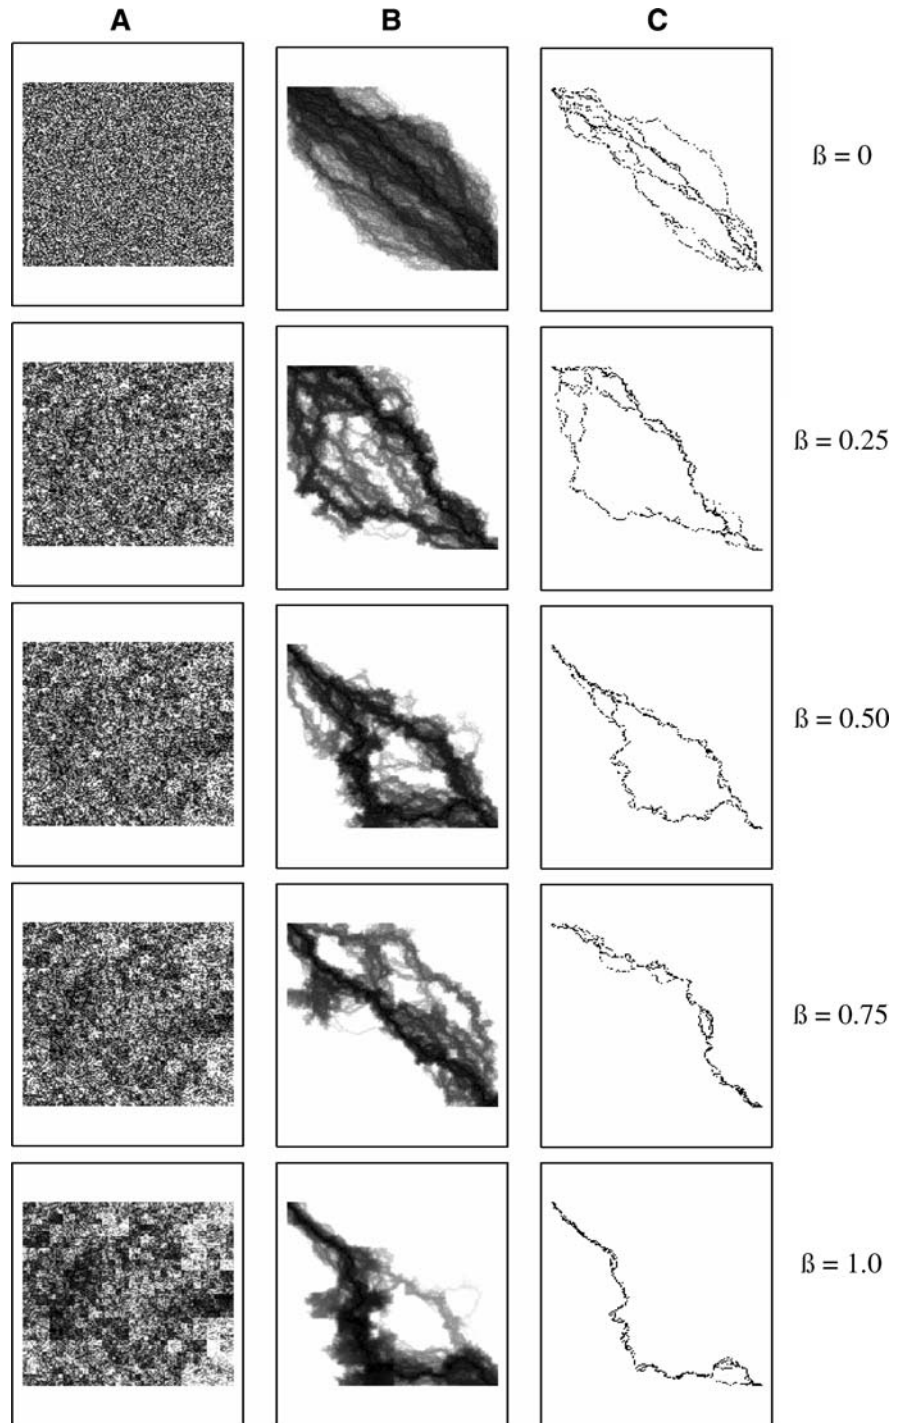 A B C
ß = 0
ß = 0.25
ß = 0.50
ß = 0.75
ß = 1.0